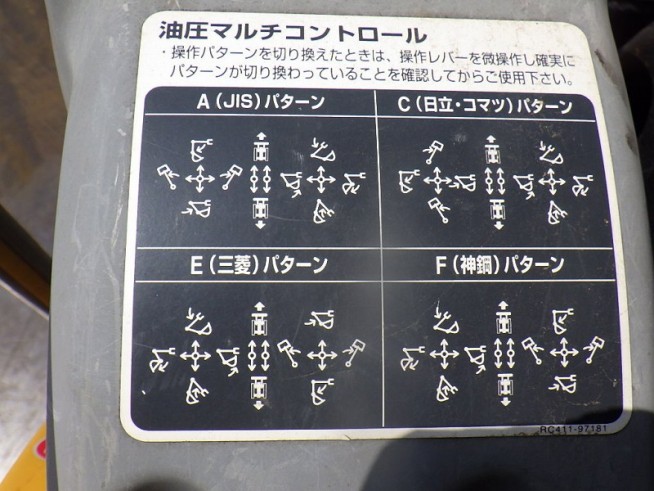 油圧マルチコントロール
・操作パターンを切り換えたときは、操作レバーを微操作し確実に
パターンが切り換わっていることを確認してからご使用下さい。
A(JIS)パターン
C(日立・コマツ)パターン
E(三菱)パターン
F(神鋼)パターン
RC411-97181